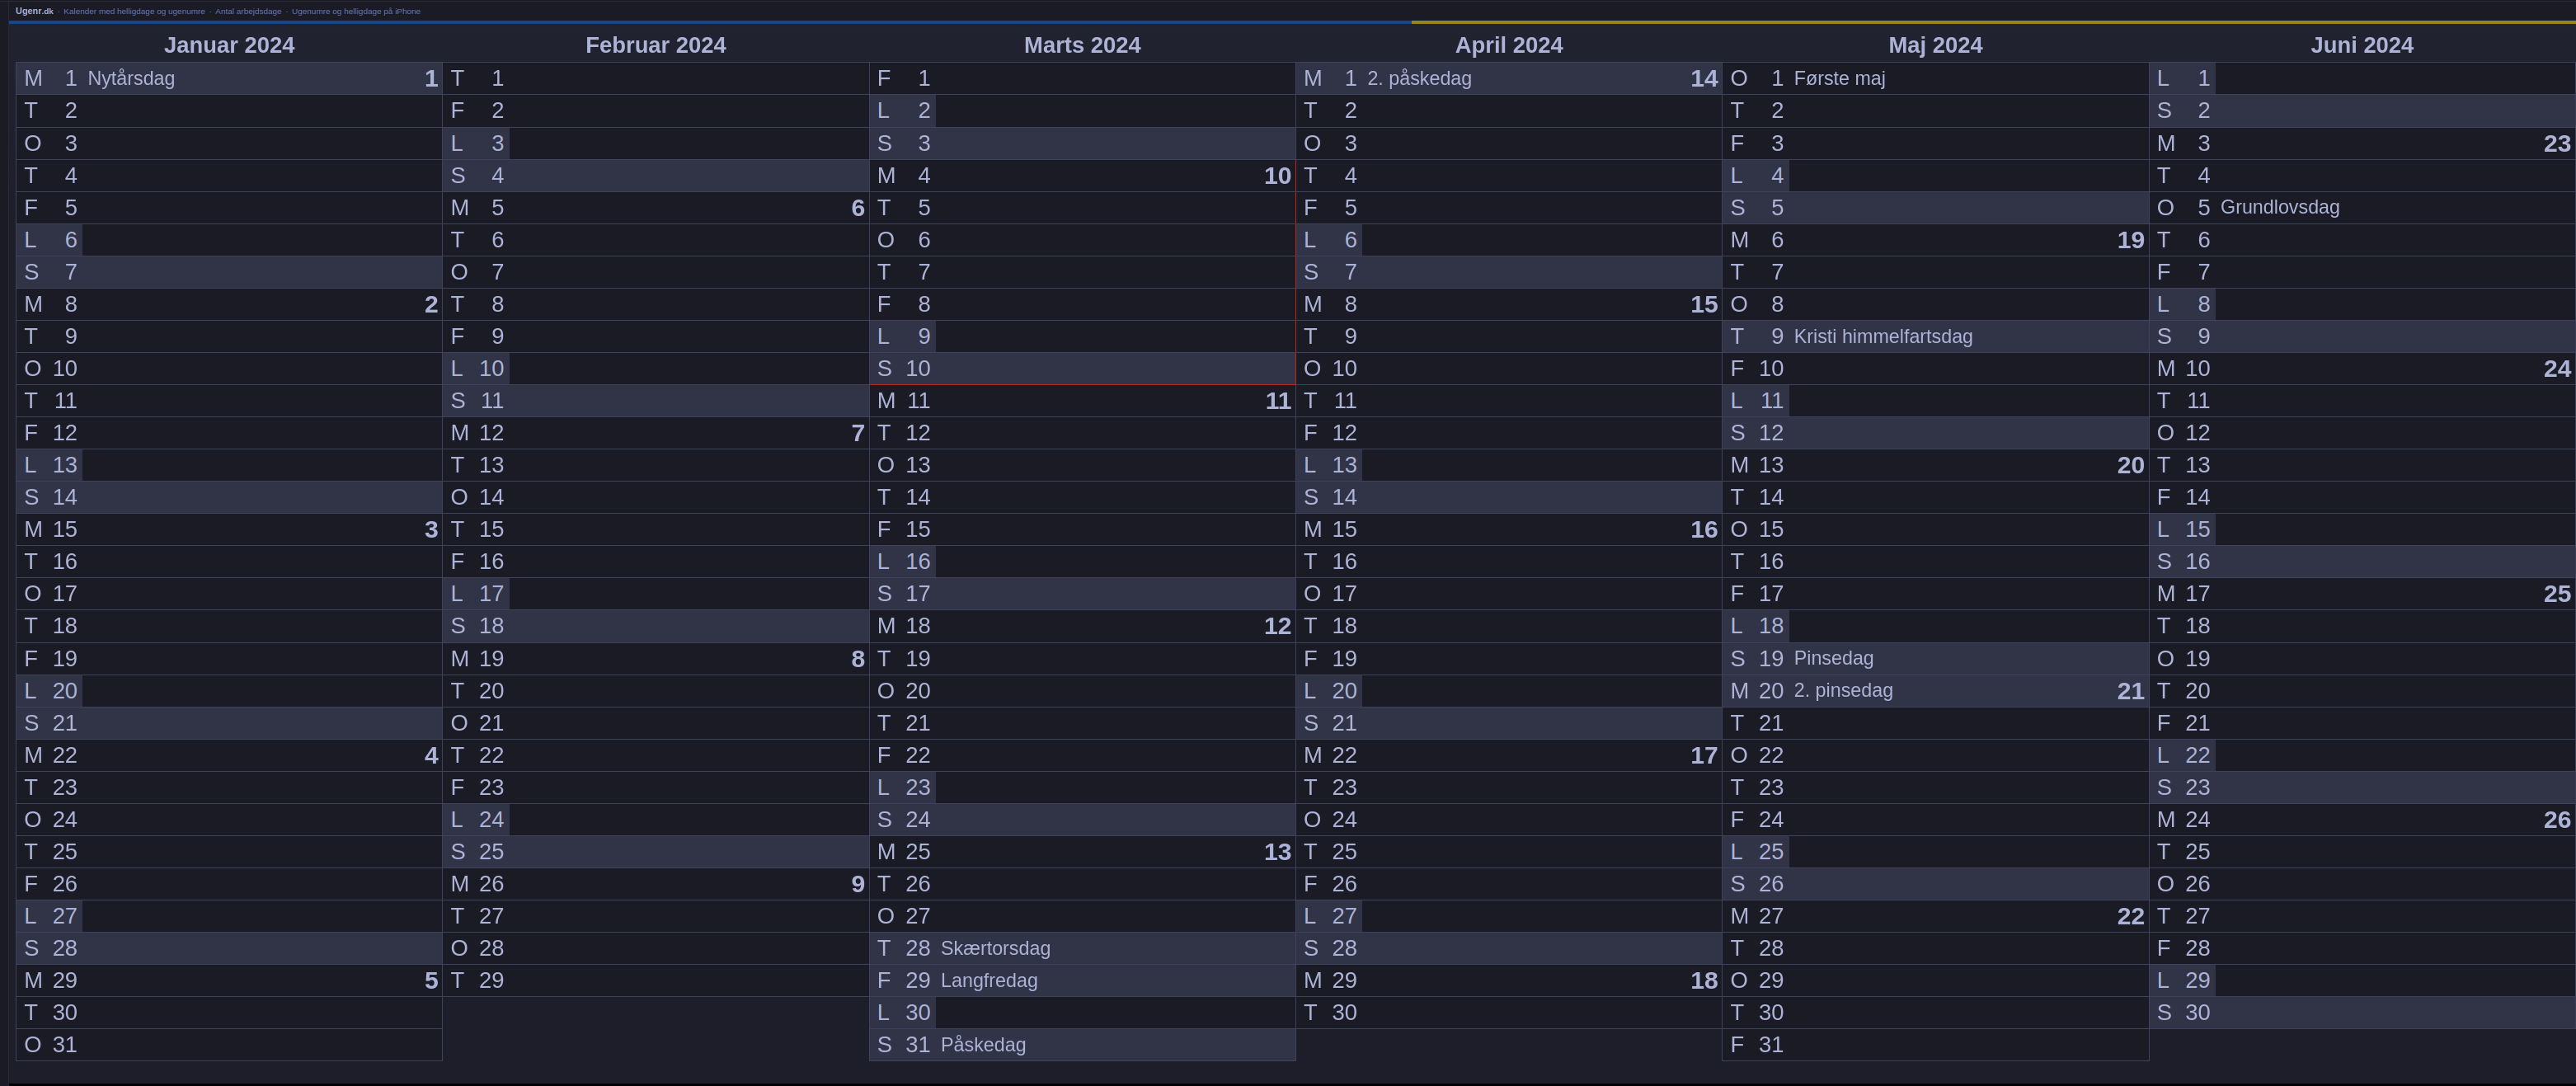 Ugenr.dk - Kalender med helligdage og ugenumre - Antal arbejdsdage - Ugenumre og helligdage på iPhone
Januar 2024
M 1 Nytårsdag 1
T 2
O 3
T 4
F 5
L 6
S 7
M 8 2
T 9
O 10
T 11
F 12
L 13
S 14
M 15 3
T 16
O 17
T 18
F 19
L 20
S 21
M 22 4
T 23
O 24
T 25
F 26
L 27
S 28
M 29 5
T 30
O 31
Februar 2024
T 1
F 2
L 3
S 4
M 5 6
T 6
O 7
T 8
F 9
L 10
S 11
M 12 7
T 13
O 14
T 15
F 16
L 17
S 18
M 19 8
T 20
O 21
T 22
F 23
L 24
S 25
M 26 9
T 27
O 28
T 29
Marts 2024
F 1
L 2
S 3
M 4 10
T 5
O 6
T 7
F 8
L 9
S 10
M 11 11
T 12
O 13
T 14
F 15
L 16
S 17
M 18 12
T 19
O 20
T 21
F 22
L 23
S 24
M 25 13
T 26
O 27
T 28 Skærtorsdag
F 29 Langfredag
L 30
S 31 Påskedag
April 2024
M 1 2. påskedag 14
T 2
O 3
T 4
F 5
L 6
S 7
M 8 15
T 9
O 10
T 11
F 12
L 13
S 14
M 15 16
T 16
O 17
T 18
F 19
L 20
S 21
M 22 17
T 23
O 24
T 25
F 26
L 27
S 28
M 29 18
T 30
Maj 2024
O 1 Første maj
T 2
F 3
L 4
S 5
M 6 19
T 7
O 8
T 9 Kristi himmelfartsdag
F 10
L 11
S 12
M 13 20
T 14
O 15
T 16
F 17
L 18
S 19 Pinsedag
M 20 2. pinsedag 21
T 21
O 22
T 23
F 24
L 25
S 26
M 27 22
T 28
O 29
T 30
F 31
Juni 2024
L 1
S 2
M 3 23
T 4
O 5 Grundlovsdag
T 6
F 7
L 8
S 9
M 10 24
T 11
O 12
T 13
F 14
L 15
S 16
M 17 25
T 18
O 19
T 20
F 21
L 22
S 23
M 24 26
T 25
O 26
T 27
F 28
L 29
S 30